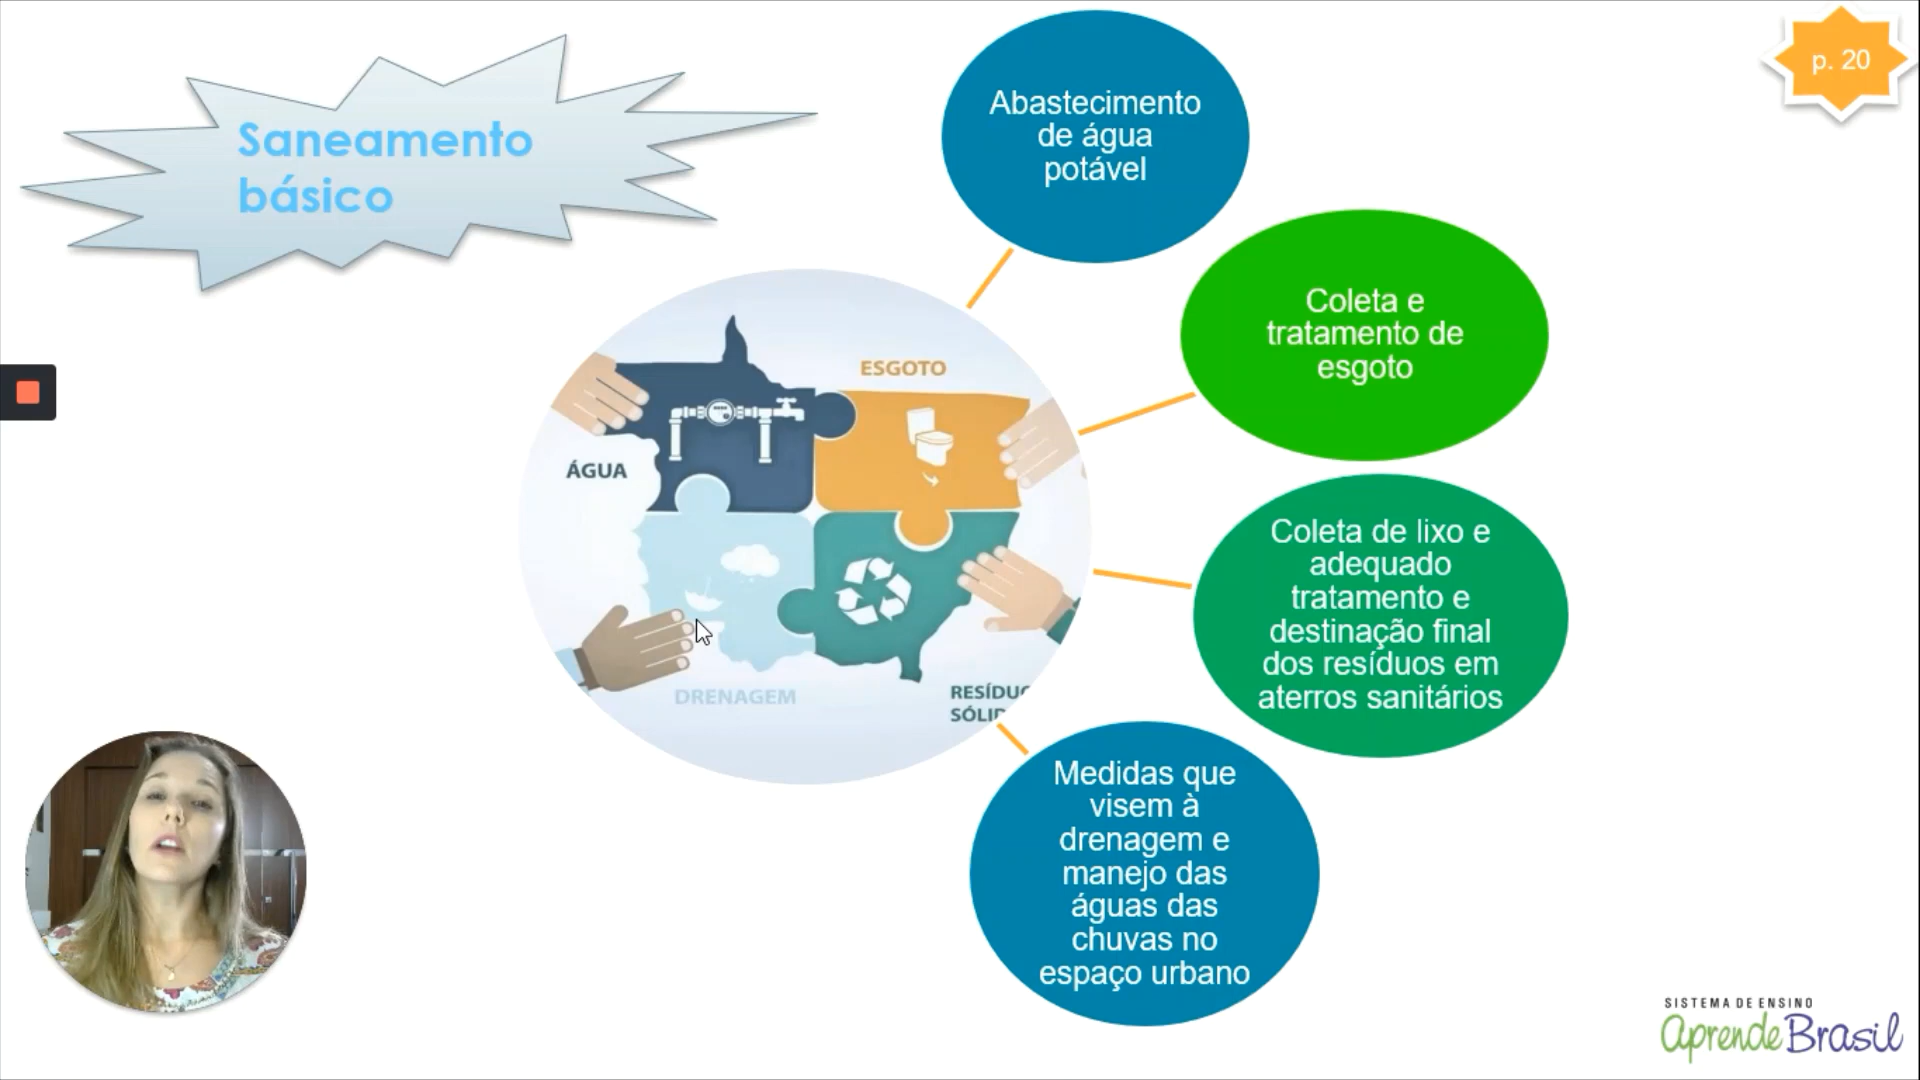 Saneamento
básico
p. 20
Abastecimento
de água
potável
Coleta e
tratamento de
esgoto
Coleta de lixo e
adequado
tratamento e
destinação final
dos resíduos em
aterros sanitários
Medidas que
visem à
drenagem e
manejo das
águas das
chuvas no
espaço urbano
ESGOTO
ÁGUA
DRENAGEM
SISTEMA DE ENSINO
aprende Brasil